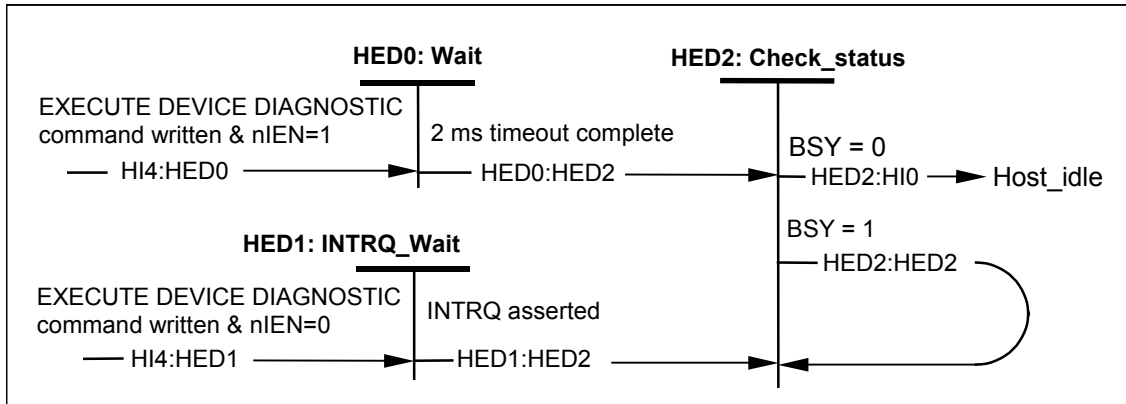 HED0: Wait
HED2: Check_status
EXECUTE DEVICE DIAGNOSTIC
command written & nIEN=1
2 ms timeout complete
HI4:HED0
HED0:HED2
BSY = 0
HED2:HI0
Host_idle
BSY = 1
HED2:HED2
HED1: INTRQ_Wait
EXECUTE DEVICE DIAGNOSTIC
command written & nIEN=0
INTRQ asserted
HI4:HED1
HED1:HED2